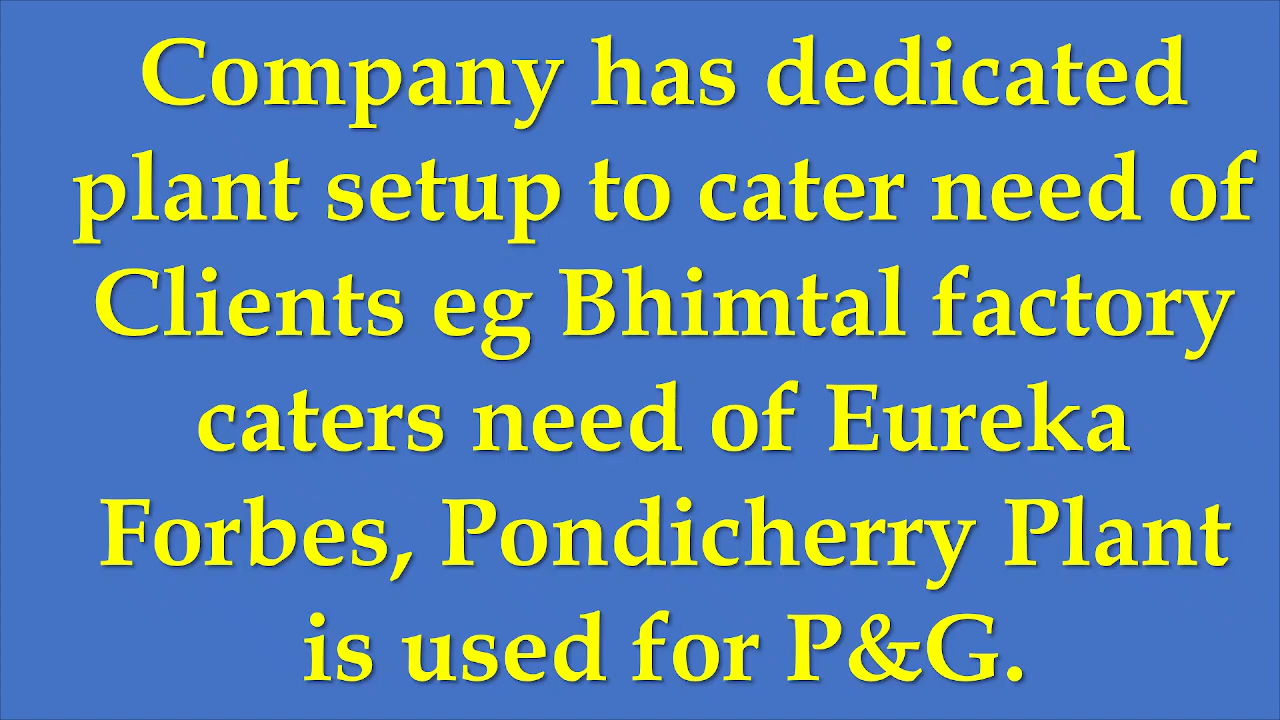 Company has dedicated
plant setup to cater need of
Clients eg Bhimtal factory
caters need of Eureka
Forbes, Pondicherry Plant
is used for P&G.